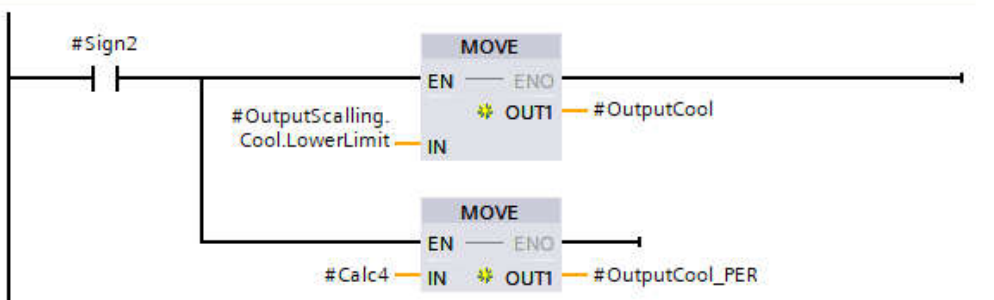 #Sign2
MOVE
EN ENO
#OutputScalling.
Cool.LowerLimit
OUT1 #OutputCool
IN
MOVE
EN ENO
#Calc4 IN OUT1 #OutputCool_PER